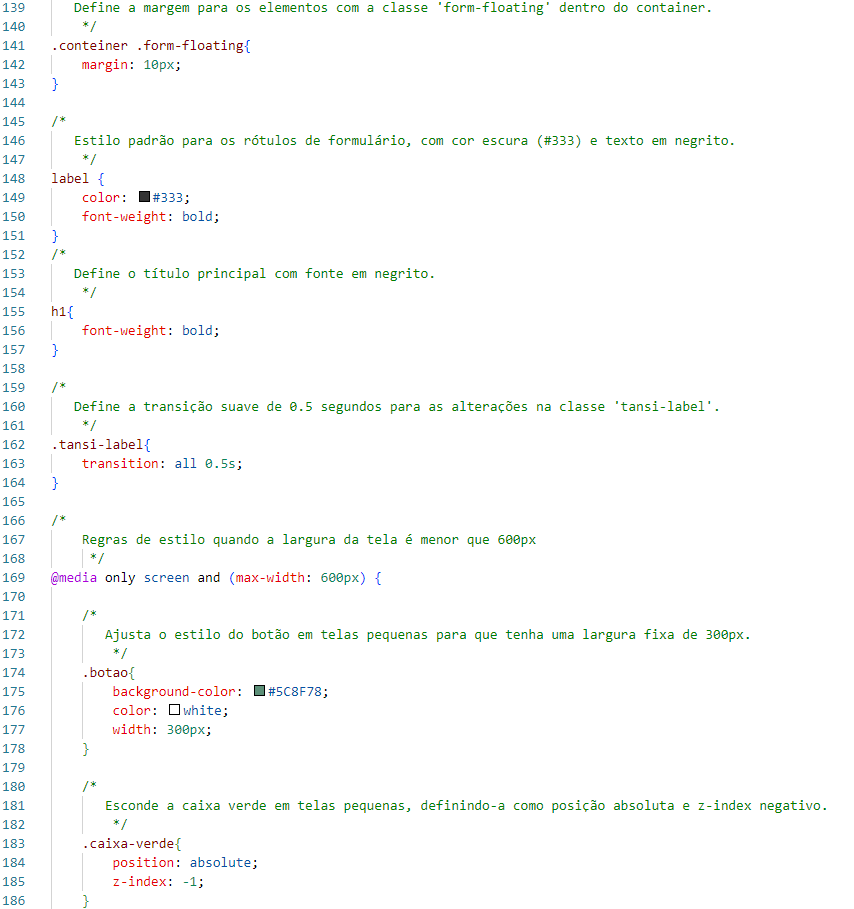 139 Define a margem para os elementos com a classe 'form-floating' dentro do container.
140 */
141 .conteiner .form-floating{
142 margin: 10px;
143 }
144
145 /*
146 Estilo padrão para os rótulos de formulário, com cor escura (#333) e texto em negrito.
147 */
148 label {
149 color: #333;
150 font-weight: bold;
151 }
152 /*
153 Define o título principal com fonte em negrito.
154 */
155 h1{
156 font-weight: bold;
157 }
158
159 /*
160 Define a transição suave de 0.5 segundos para as alterações na classe 'tansi-label'.
161 */
162 .tansi-label{
163 transition: all 0.5s;
164 }
165
166 /*
167 Regras de estilo quando a largura da tela é menor que 600px
168 */
169 @media only screen and (max-width: 600px) {
170
171 /*
172 Ajusta o estilo do botão em telas pequenas para que tenha uma largura fixa de 300px.
173 */
174 .botao{
175 background-color: #5C8F78;
176 color: white;
177 width: 300px;
178 }
179
180 /*
181 Esconde a caixa verde em telas pequenas, definindo-a como posição absoluta e z-index negativo.
182 */
183 .caixa-verde{
184 position: absolute;
185 z-index: -1;
186 }